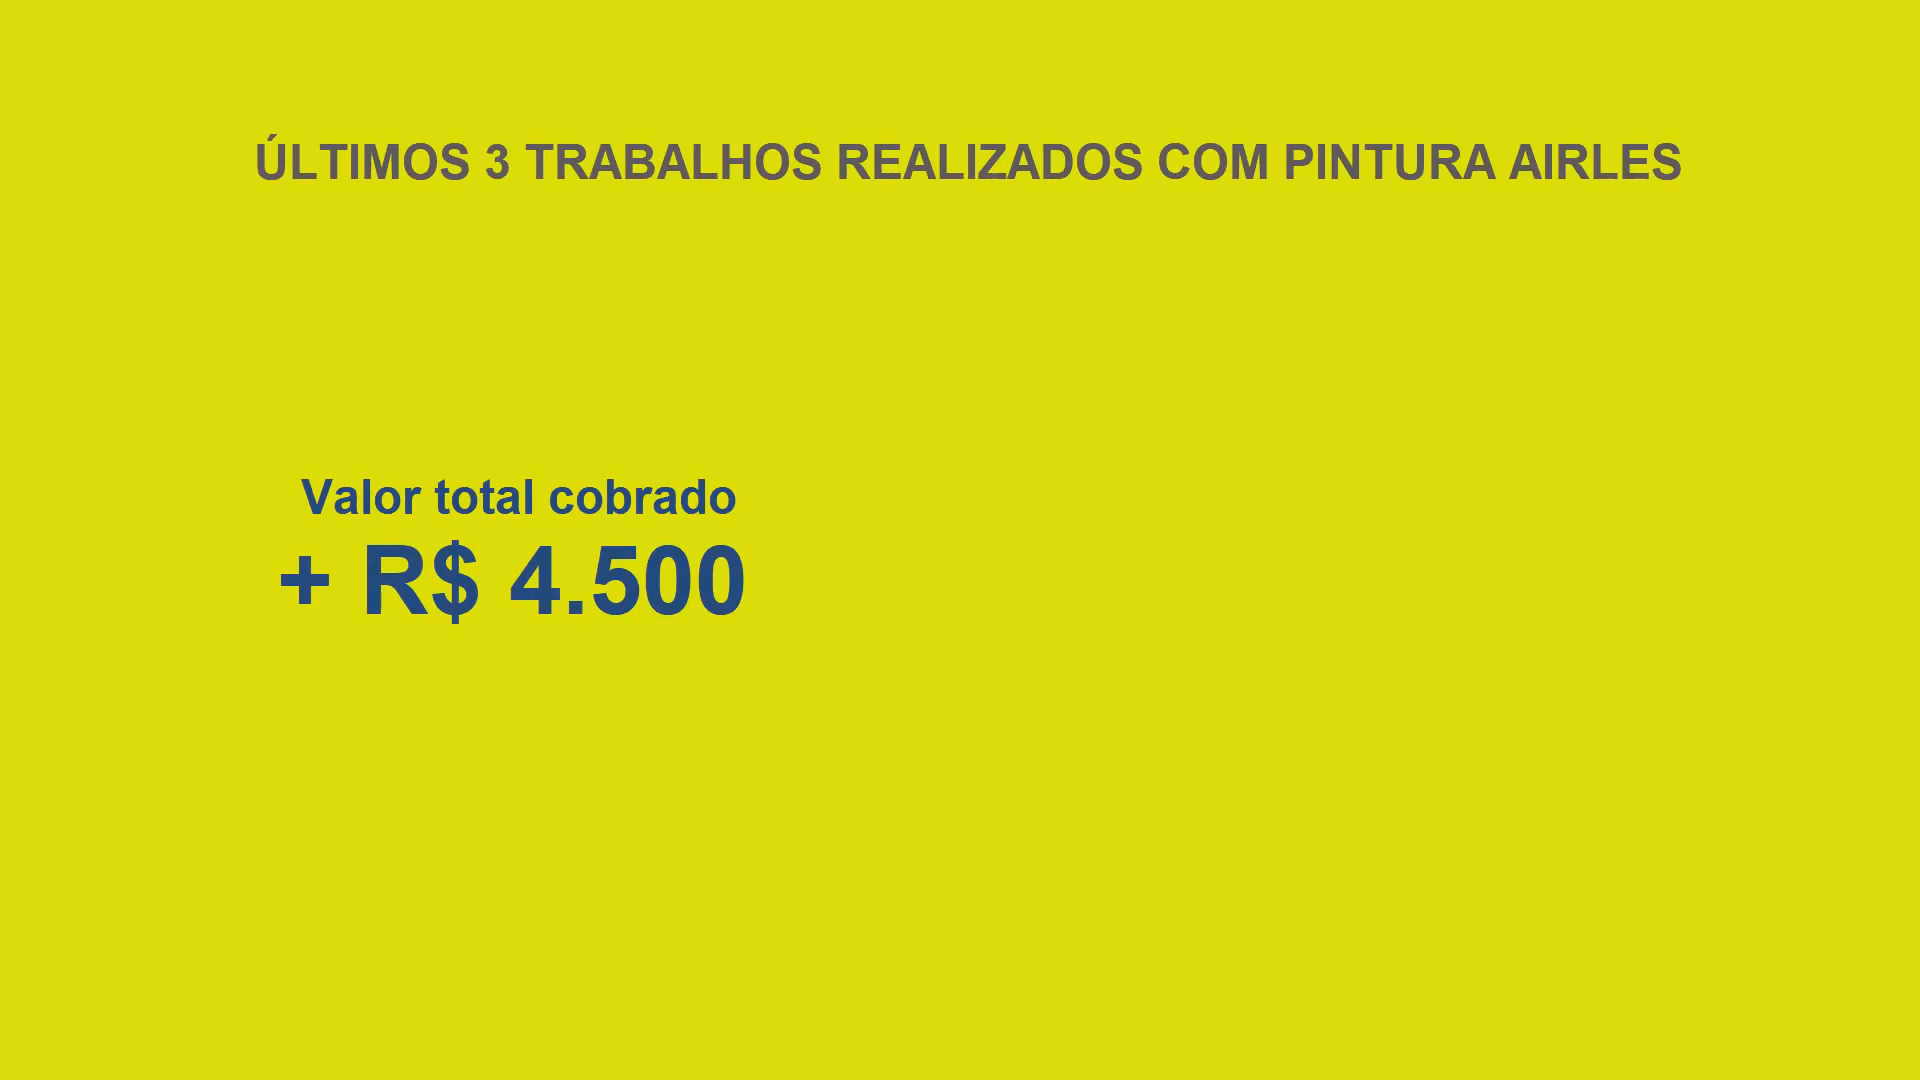 ÚLTIMOS 3 TRABALHOS REALIZADOS COM PINTURA AIRLES
Valor total cobrado
+ R$ 4.500